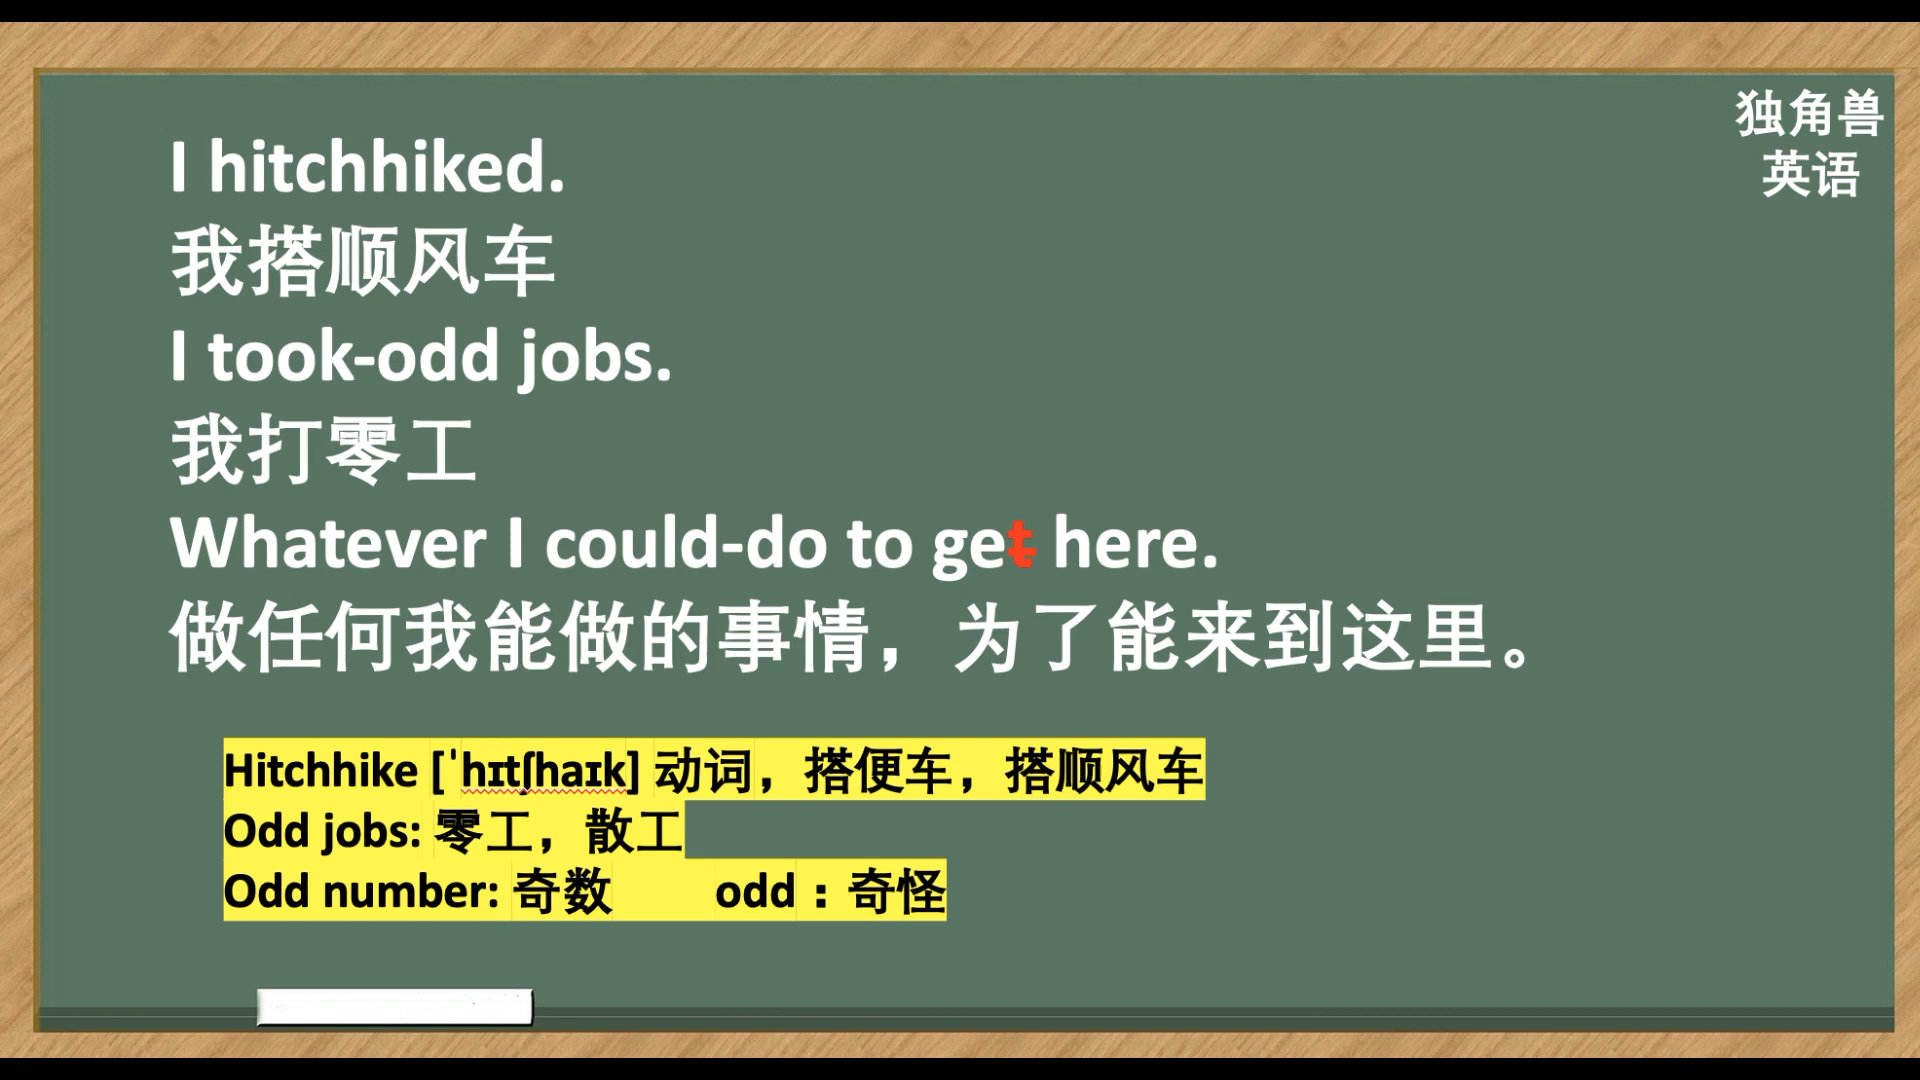 独角兽
英语
I hitchhiked.
我搭顺风车
I took-odd jobs.
我打零工
Whatever I could-do to get here.
做任何我能做的事情，为了能来到这里。
Hitchhike [ˈhɪtʃhaɪk] 动词，搭便车，搭顺风车
Odd jobs: 零工，散工
Odd number: 奇数 odd：奇怪